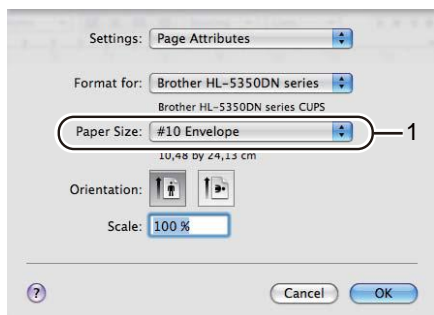 Settings: Page Attributes
Format for: Brother HL-5350DN series
Brother HL-5350DN series CUPS
Paper Size: #10 Envelope 1
10,48 by 24,13 cm
Orientation:
Scale: 100 %
? Cancel OK